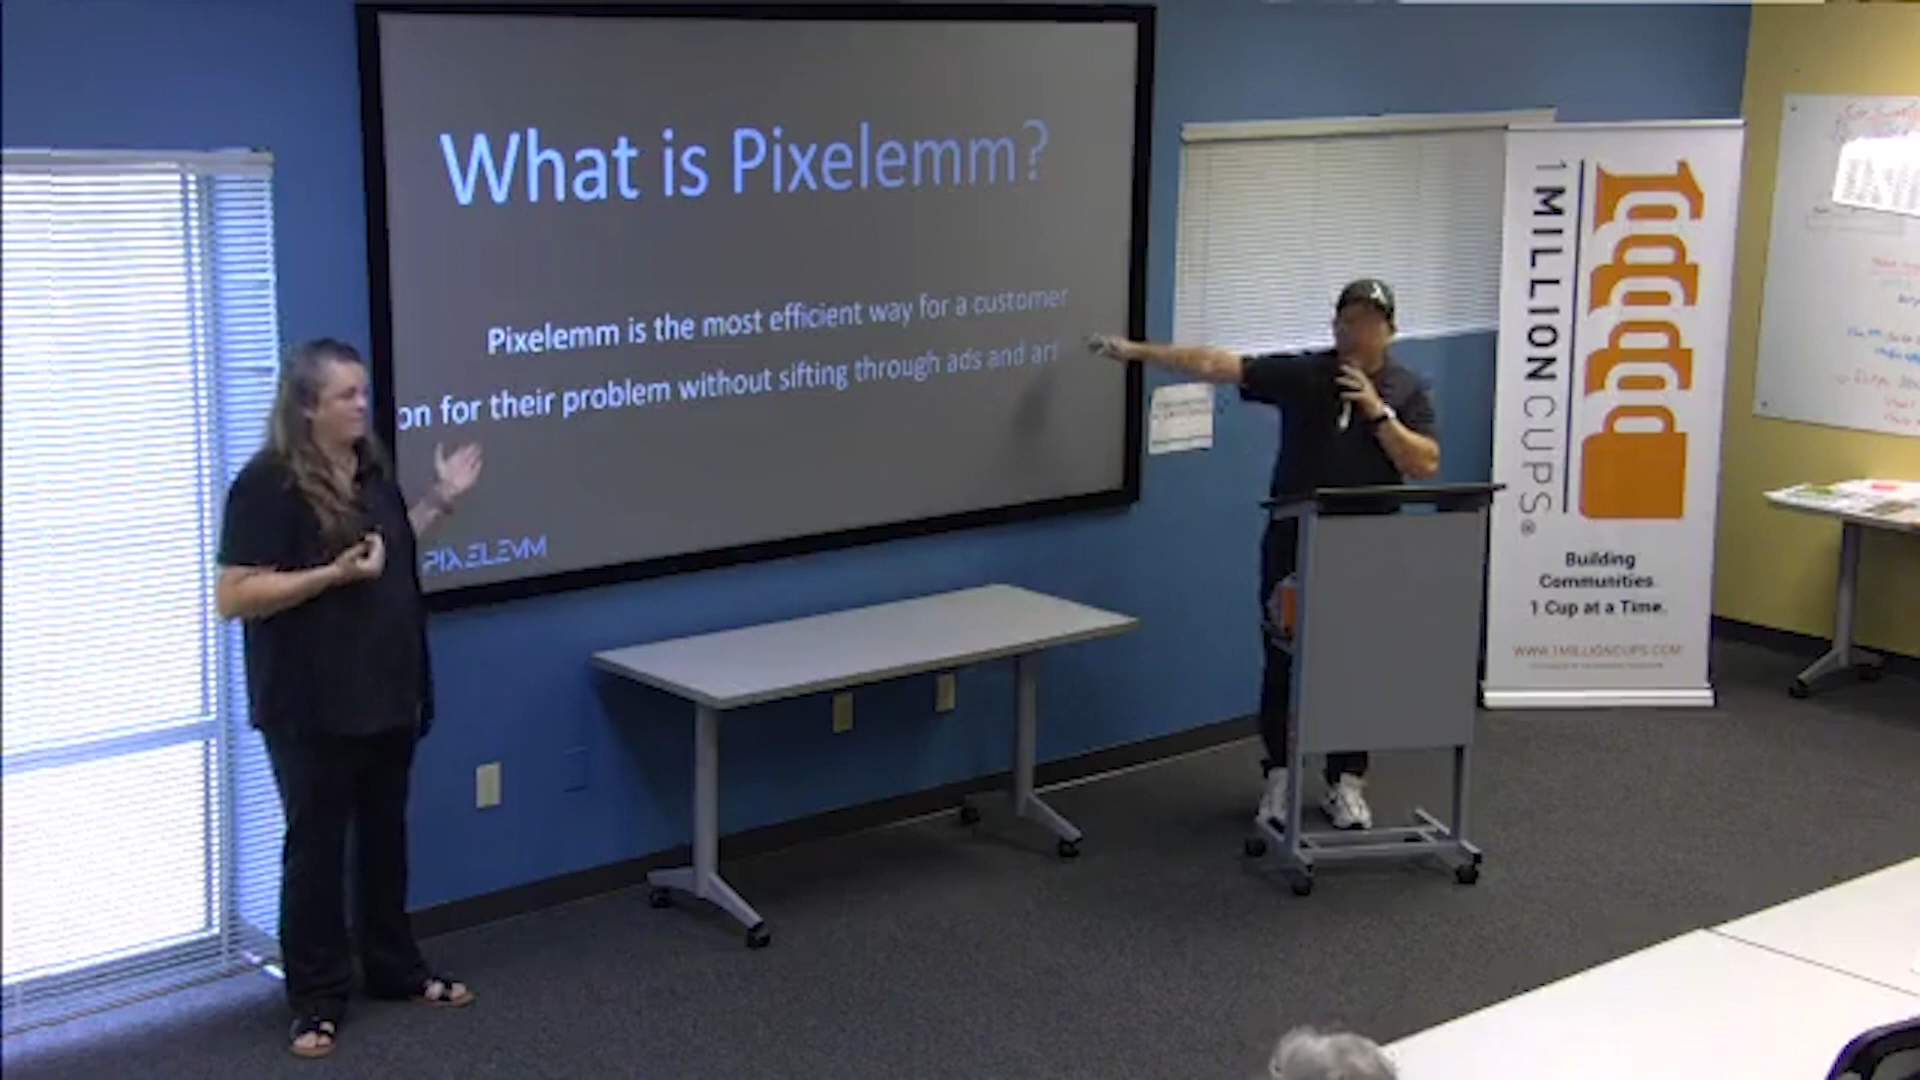 What is Pixelemm?
Pixelemm is the most efficient way for a customer
on for their problem without sifting through ads and art
PIXELEMM
1 MILLION CUPS®
Building
Communities.
1 Cup at a Time.
WWW.1MILLIONCUPS.COM